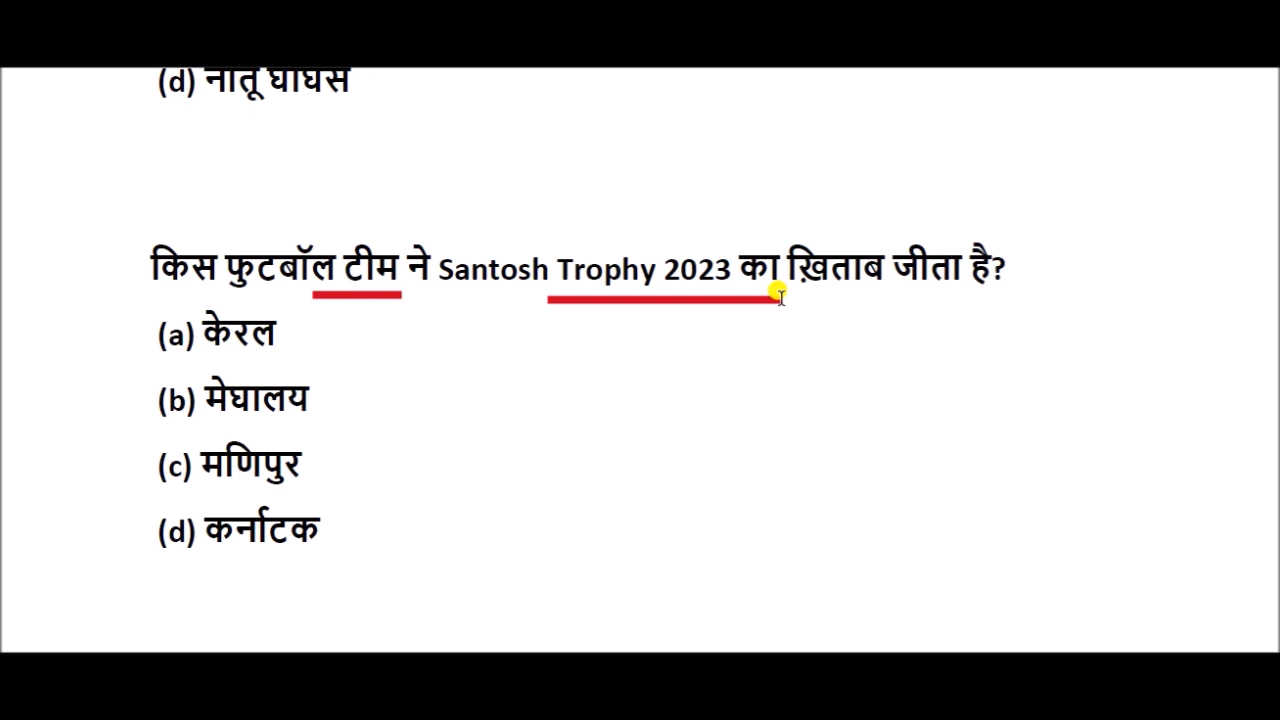 (d) नातू घाघस
किस फुटबॉल टीम ने Santosh Trophy 2023 का ख़िताब जीता है?
(a) केरल
(b) मेघालय
(c) मणिपुर
(d) कर्नाटक